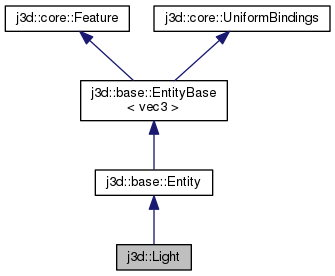 j3d::core::Feature
j3d::core::UniformBindings
j3d::base::EntityBase
< vec3 >
j3d::base::Entity
j3d::Light